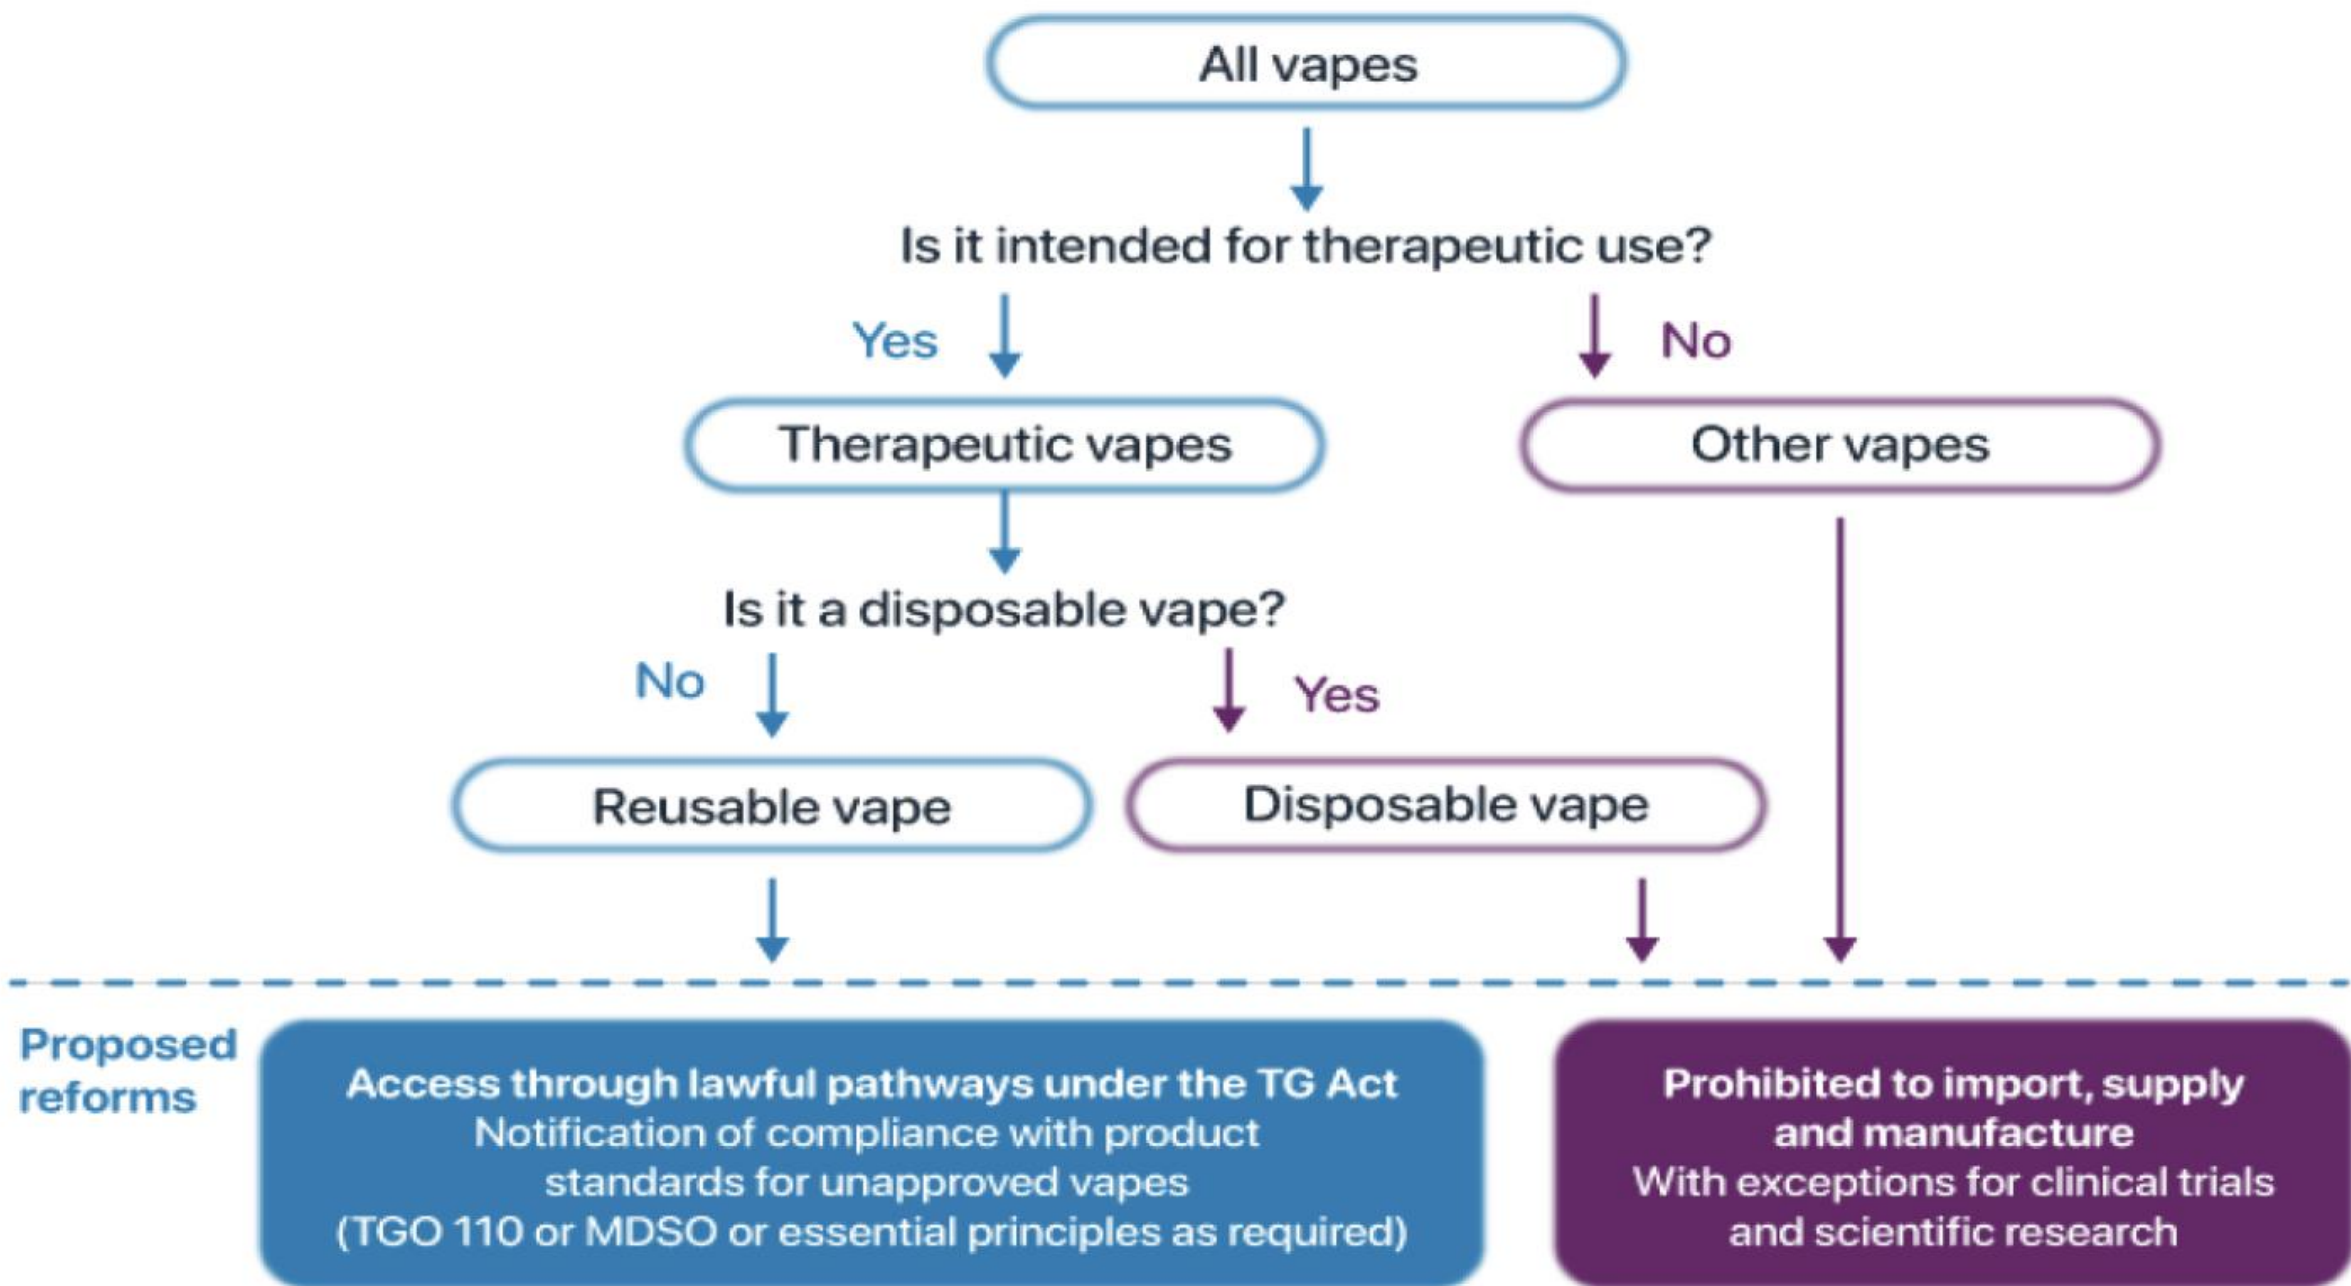 All vapes
Is it intended for therapeutic use?
Yes
No
Therapeutic vapes
Other vapes
Is it a disposable vape?
No
Yes
Reusable vape
Disposable vape
Proposed
reforms
Access through lawful pathways under the TG Act
Notification of compliance with product
standards for unapproved vapes
(TGO 110 or MDSO or essential principles as required)
Prohibited to import, supply
and manufacture
With exceptions for clinical trials
and scientific research